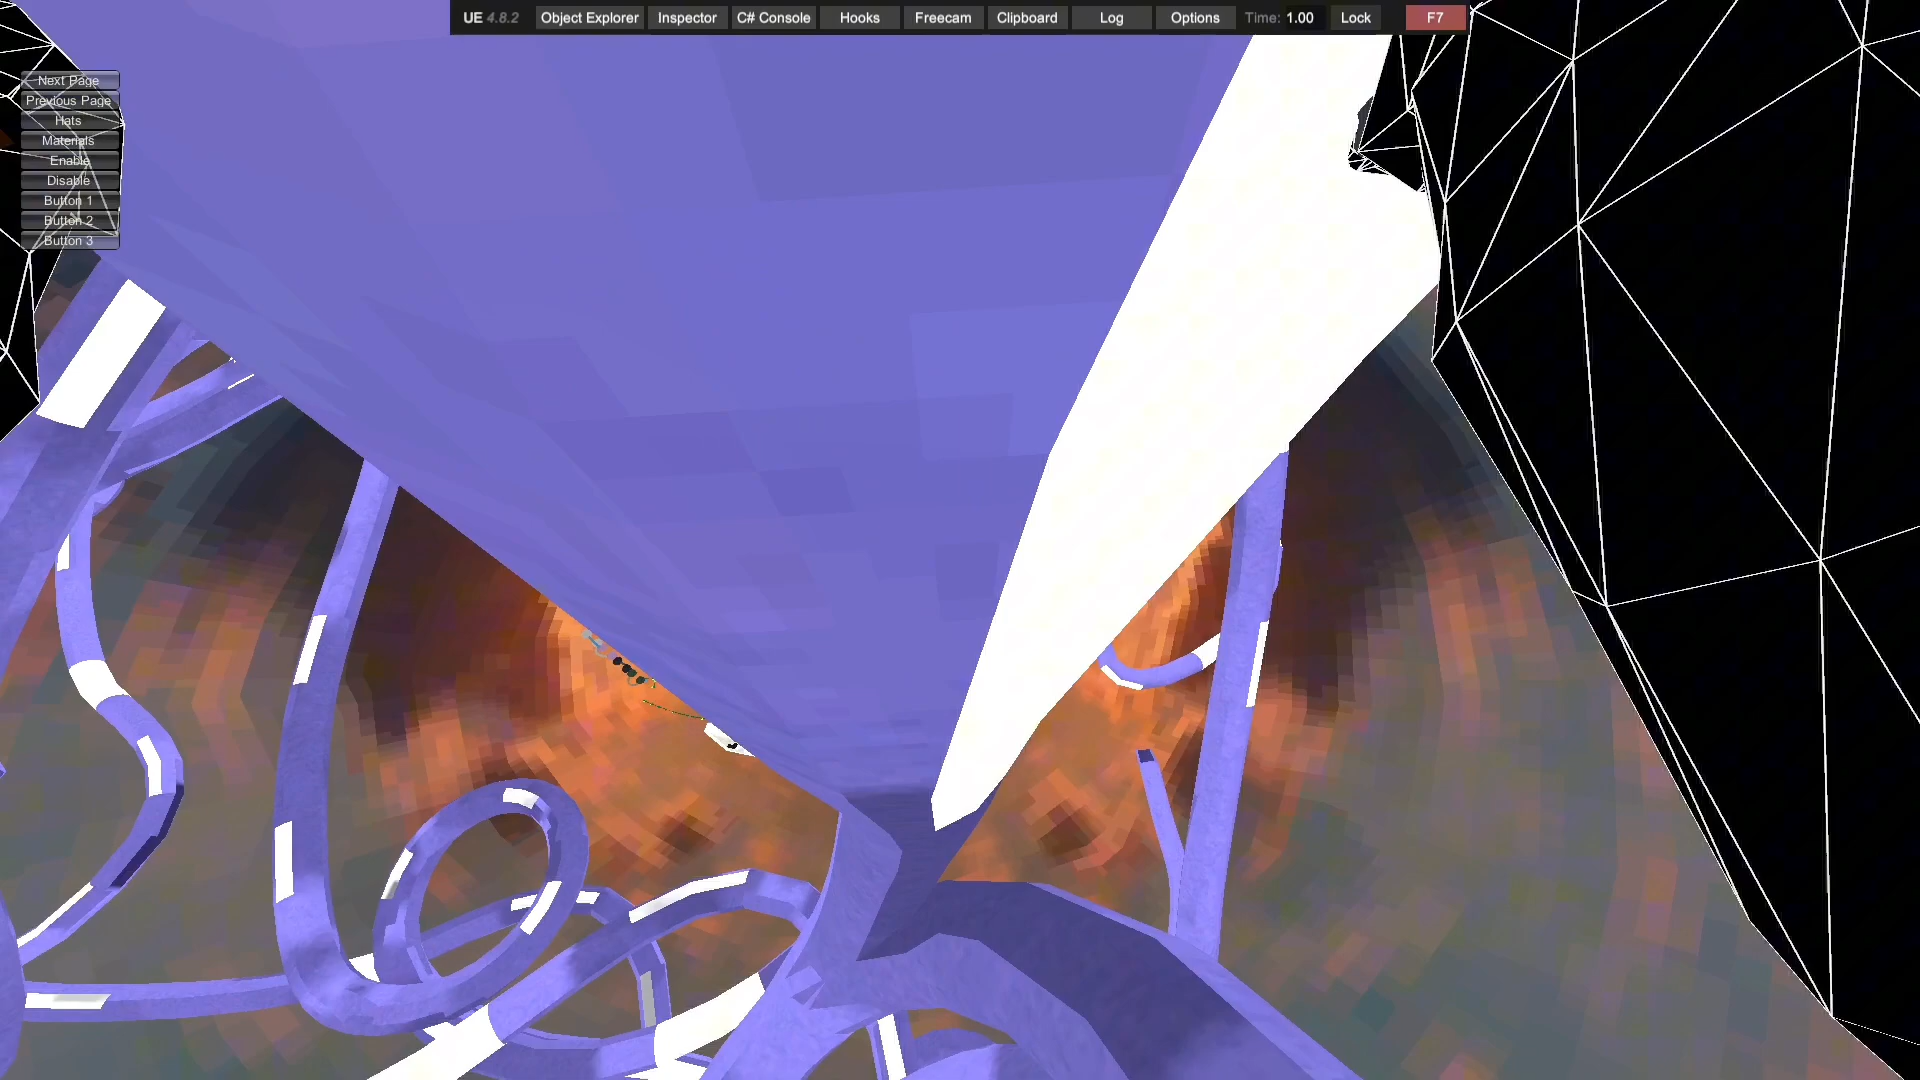 UE 4.8.2 Object Explorer Inspector C# Console Hooks Freecam Clipboard Log Options Time: 1.00 Lock F7
Next Page
Previous Page
Hats
Materials
Enable
Disable
Button 1
Button 2
Button 3